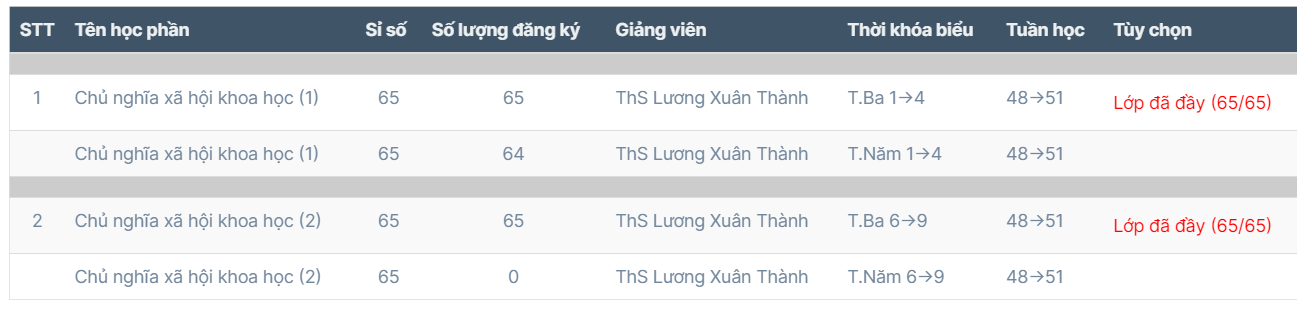 STT Tên học phần Sỉ số Số lượng đăng ký Giảng viên Thời khóa biểu Tuần học Tùy chọn
1 Chủ nghĩa xã hội khoa học (1) 65 65 ThS Lương Xuân Thành T.Ba 1→4 48→51 Lớp đã đầy (65/65)
Chủ nghĩa xã hội khoa học (1) 65 64 ThS Lương Xuân Thành T.Năm 1→4 48→51
2 Chủ nghĩa xã hội khoa học (2) 65 65 ThS Lương Xuân Thành T.Ba 6→9 48→51 Lớp đã đầy (65/65)
Chủ nghĩa xã hội khoa học (2) 65 0 ThS Lương Xuân Thành T.Năm 6→9 48→51